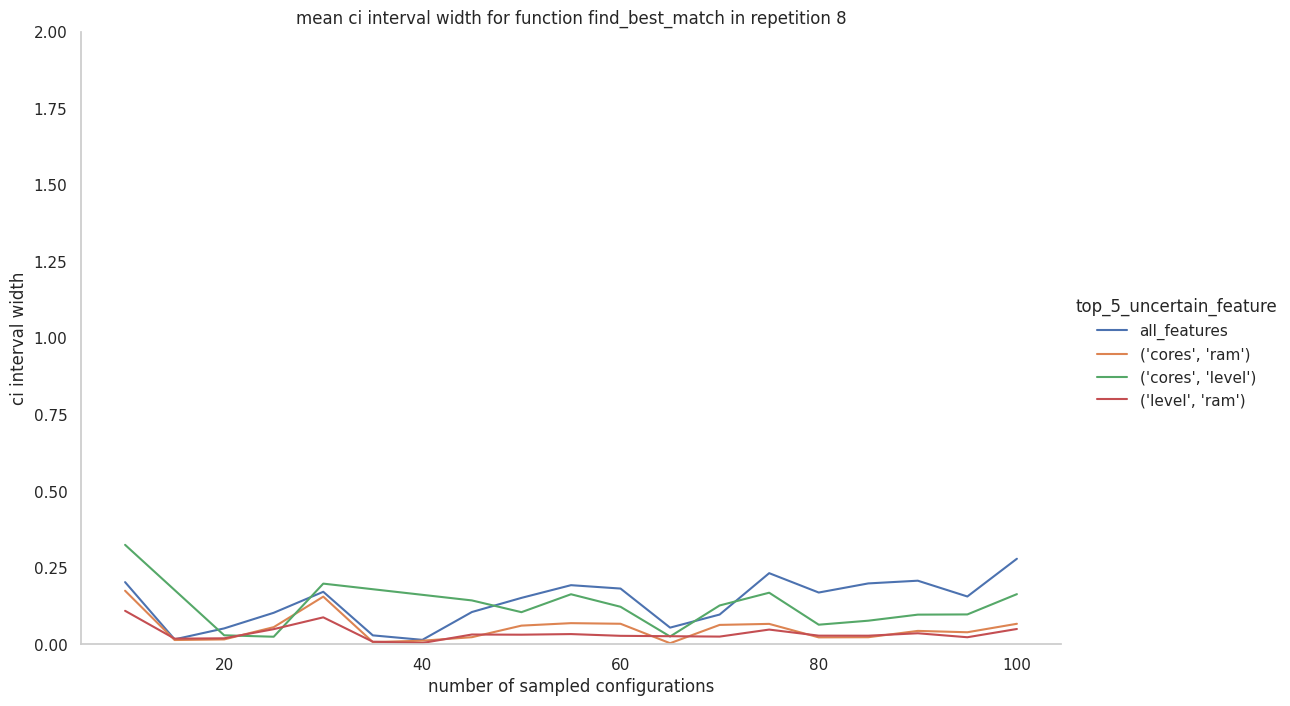 mean ci interval width for function find_best_match in repetition 8
2.00
1.75
1.50
1.25
1.00
0.75
0.50
0.25
0.00
ci interval width
20
40
60
80
100
number of sampled configurations
top_5_uncertain_feature
all_features
('cores', 'ram')
('cores', 'level')
('level', 'ram')